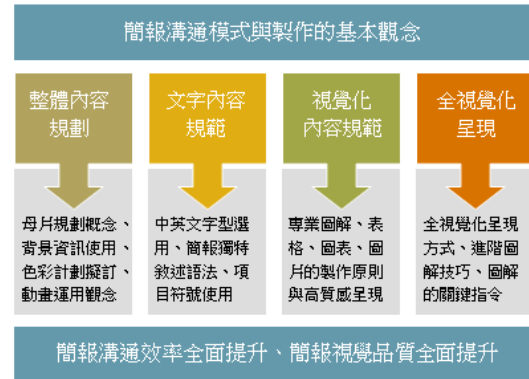 簡報溝通模式與製作的基本觀念
整體內容
規劃
母片規劃概念、
背景資訊使用、
色彩計劃擬訂、
動畫運用觀念
文字內容
規範
中英文字型選
用、簡報獨特
敘述語法、項
目符號使用
視覺化
內容規範
專業圖解、表
格、圖表、圖
片的製作原則
與高質感呈現
全視覺化
呈現
全視覺化呈現
方式、進階圖
解技巧、圖解
的關鍵指令
簡報溝通效率全面提升、簡報視覺品質全面提升